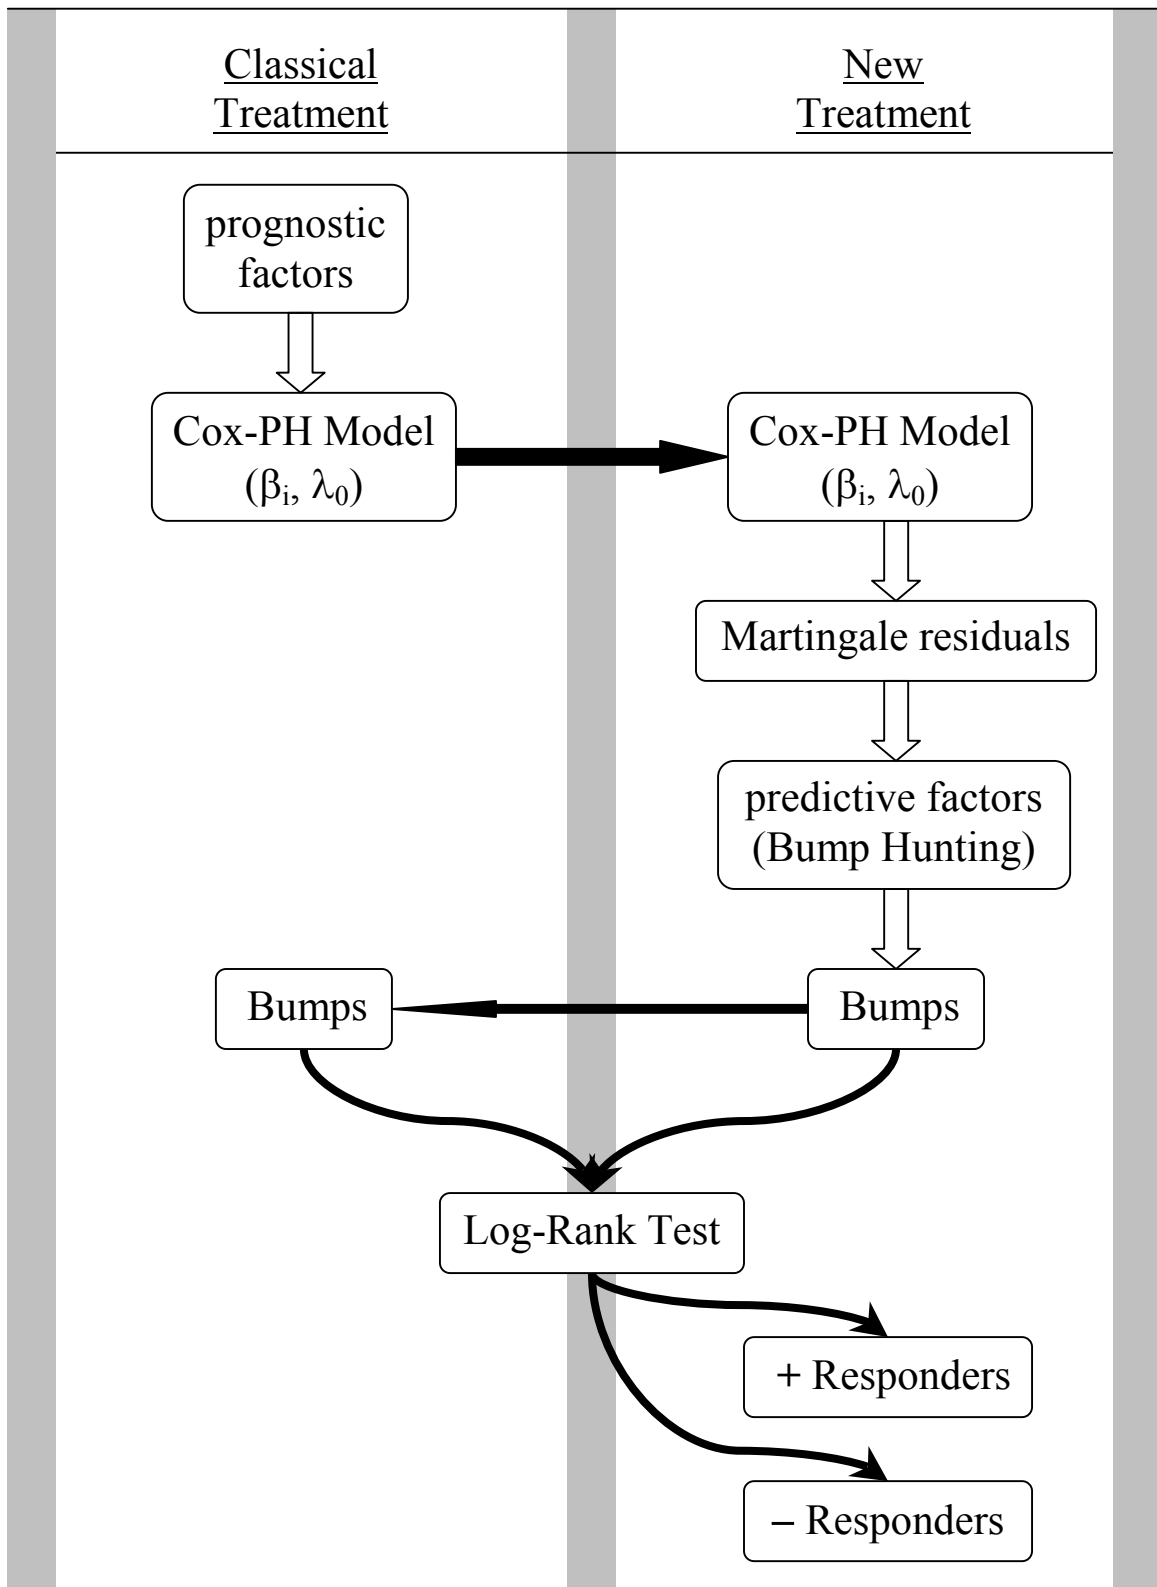 Classical
Treatment
New
Treatment
prognostic
factors
Cox-PH Model
(βi, λ0)
Cox-PH Model
(βi, λ0)
Martingale residuals
predictive factors
(Bump Hunting)
Bumps
Bumps
Log-Rank Test
+ Responders
− Responders